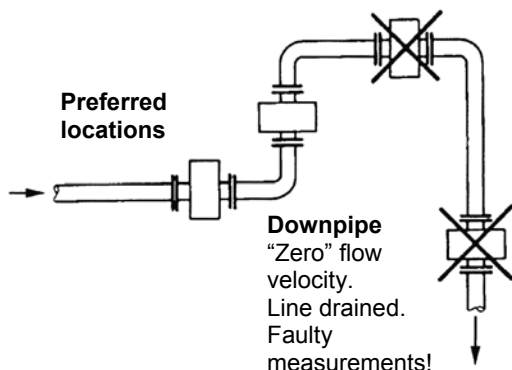 Preferred
locations
Downpipe
“Zero” flow
velocity.
Line drained.
Faulty
measurements!